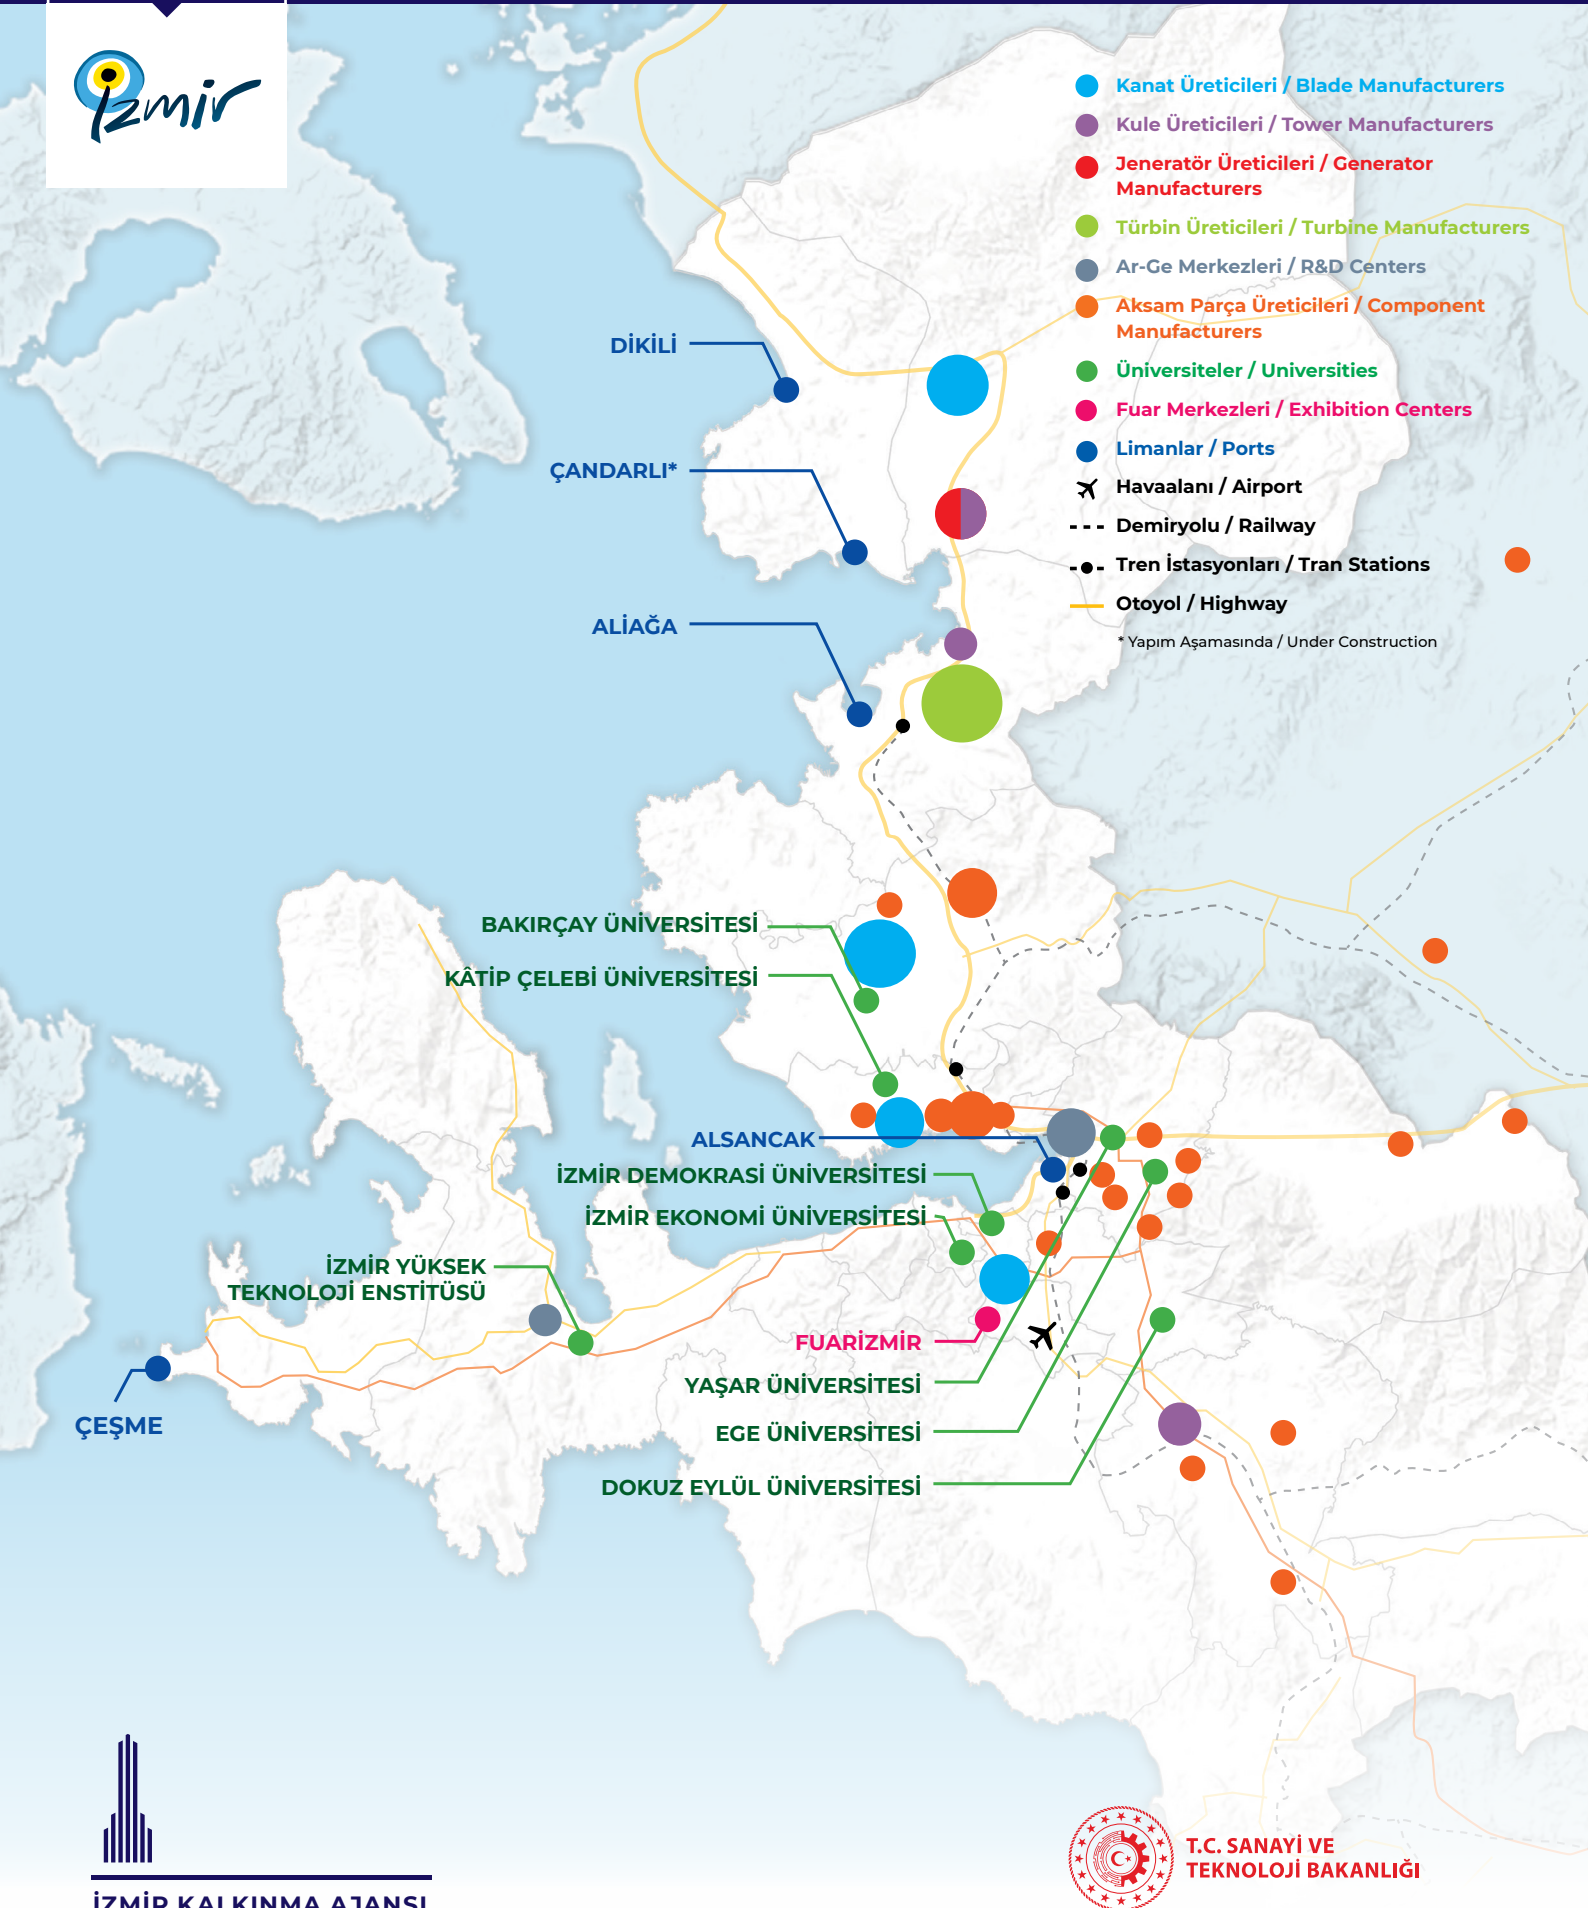 izmir
Kanat Üreticileri / Blade Manufacturers
Kule Üreticileri / Tower Manufacturers
Jeneratör Üreticileri / Generator
Manufacturers
Türbin Üreticileri / Turbine Manufacturers
Ar-Ge Merkezleri / R&D Centers
Aksam Parça Üreticileri / Component
Manufacturers
Üniversiteler / Universities
Fuar Merkezleri / Exhibition Centers
Limanlar / Ports
Havaalanı / Airport
Demiryolu / Railway
Tren İstasyonları / Tran Stations
Otoyol / Highway
* Yapım Aşamasında / Under Construction
DİKİLİ
ÇANDARLI*
ALİAĞA
BAKIRÇAY ÜNİVERSİTESİ
KÂTİP ÇELEBİ ÜNİVERSİTESİ
ALSANCAK
İZMİR DEMOKRASİ ÜNİVERSİTESİ
İZMİR EKONOMİ ÜNİVERSİTESİ
İZMİR YÜKSEK
TEKNOLOJİ ENSTİTÜSÜ
FUARİZMİR
YAŞAR ÜNİVERSİTESİ
ÇEŞME
EGE ÜNİVERSİTESİ
DOKUZ EYLÜL ÜNİVERSİTESİ
T.C. SANAYİ VE
TEKNOLOJİ BAKANLIĞI
İZMİR KALKINMA AJANSI